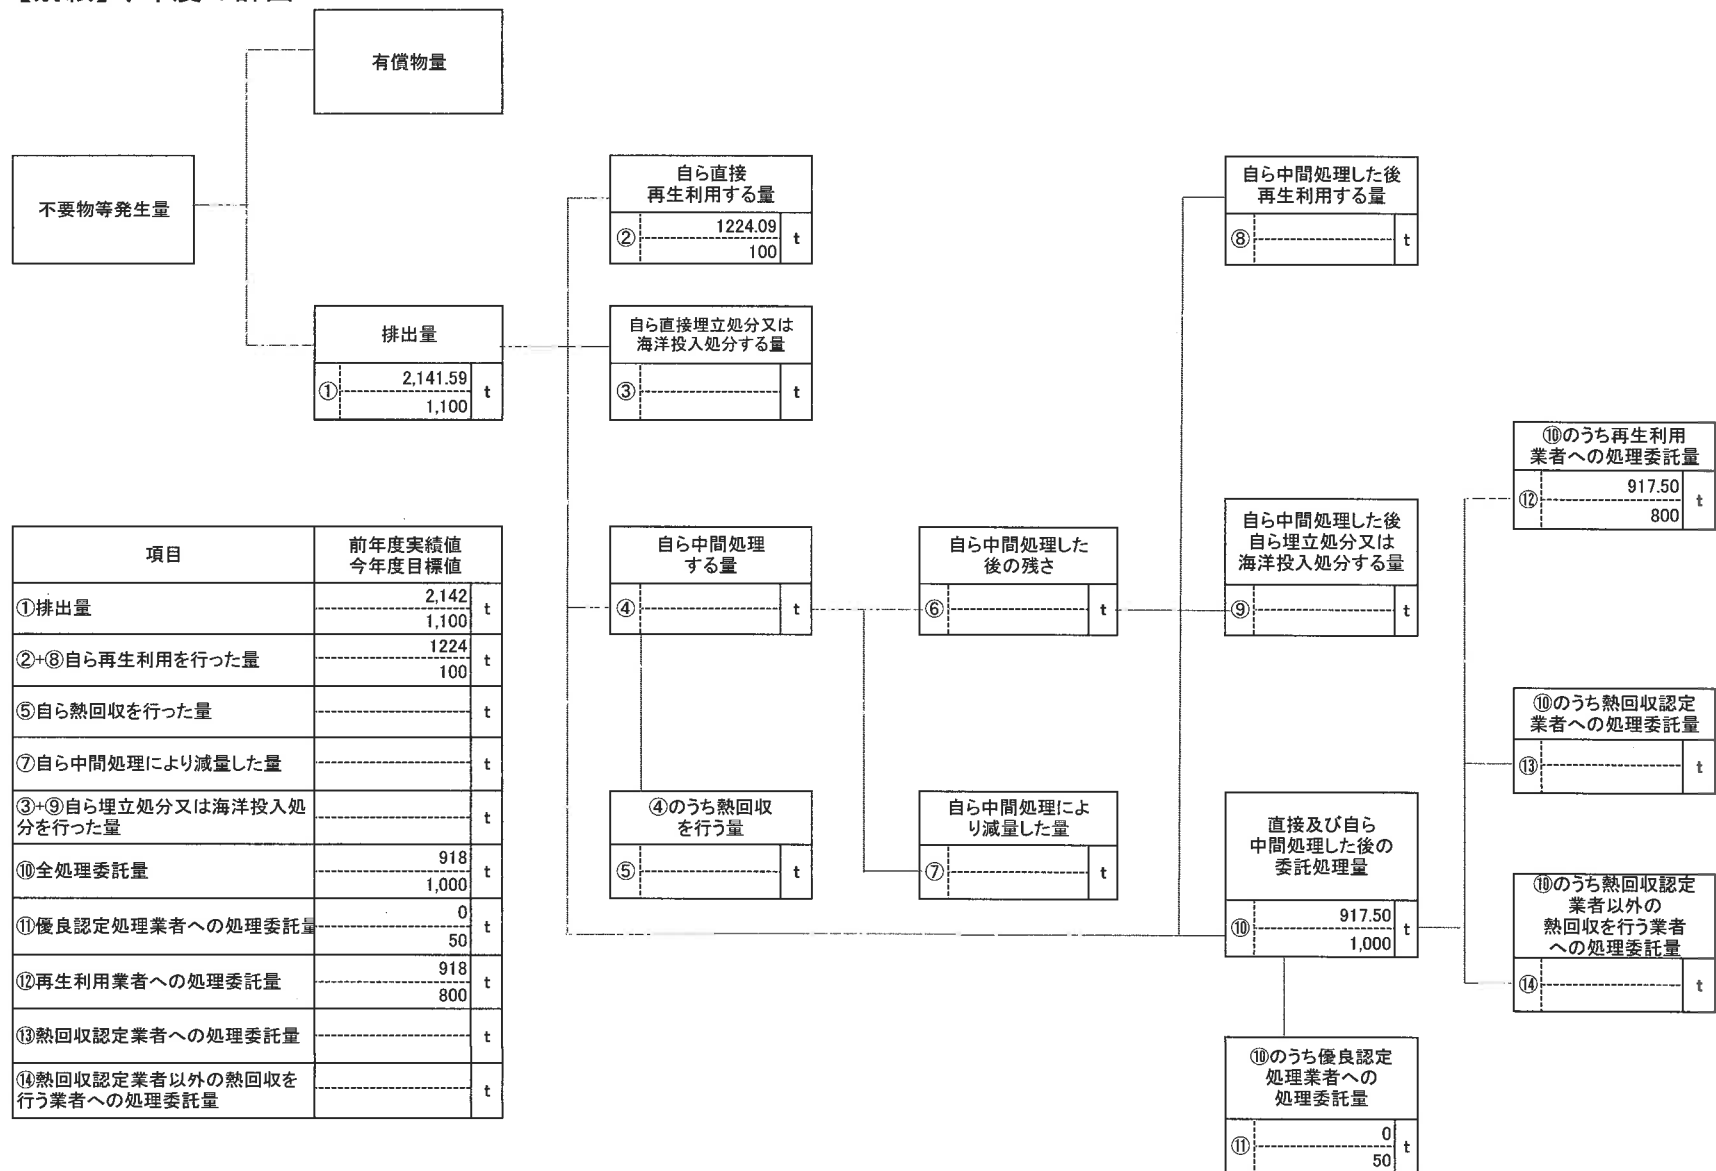 有償物量
不要物等発生量
排出量
①
2,141.59
1,100
t
自ら直接
再生利用する量
②
1224.09
100
t
自ら直接埋立処分又は
海洋投入処分する量
③
t
自ら中間処理
する量
④
t
④のうち熱回収
を行う量
⑤
t
自ら中間処理した
後の残さ
⑥
t
自ら中間処理によ
り減量した量
⑦
t
自ら中間処理した後
再生利用する量
⑧
t
自ら中間処理した後
自ら埋立処分又は
海洋投入処分する量
⑨
t
直接及び自ら
中間処理した後の
委託処理量
⑩
917.50
1,000
t
⑩のうち優良認定
処理業者への
処理委託量
⑪
0
50
t
⑩のうち再生利用
業者への処理委託量
⑫
917.50
800
t
⑩のうち熱回収認定
業者への処理委託量
⑬
t
⑩のうち熱回収認定
業者以外の
熱回収を行う業者
への処理委託量
⑭
t
項目
前年度実績値
今年度目標値
①排出量
2,142
1,100
t
②+⑧自ら再生利用を行った量
1224
100
t
⑤自ら熱回収を行った量
t
⑦自ら中間処理により減量した量
t
③+⑨自ら埋立処分又は海洋投入処
分を行った量
t
⑩全処理委託量
918
1,000
t
⑪優良認定処理業者への処理委託量
0
50
t
⑫再生利用業者への処理委託量
918
800
t
⑬熱回収認定業者への処理委託量
t
⑭熱回収認定業者以外の熱回収を
行う業者への処理委託量
t